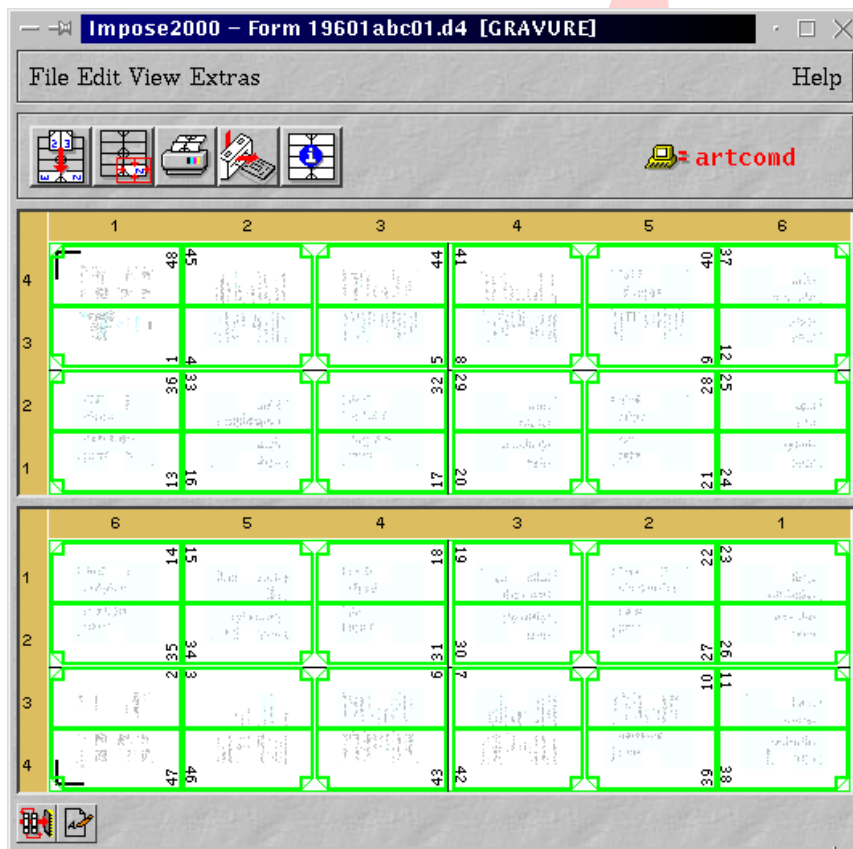 Impose2000 – Form 19601abc01.d4 [GRAVURE]
File Edit View Extras Help
2 3 2 i = artcomd
1 2 3 4 5 6
48 45 44 41 40 37
4
3
1 4 5 8 9 12
36 33 32 29 28 25
2
1
13 16 17 20 21 24
6 5 4 3 2 1
14 15 18 19 22 23
1
2
35 34 31 30 27 26
2 3 6 7 10 11
3
4
47 46 43 42 39 38